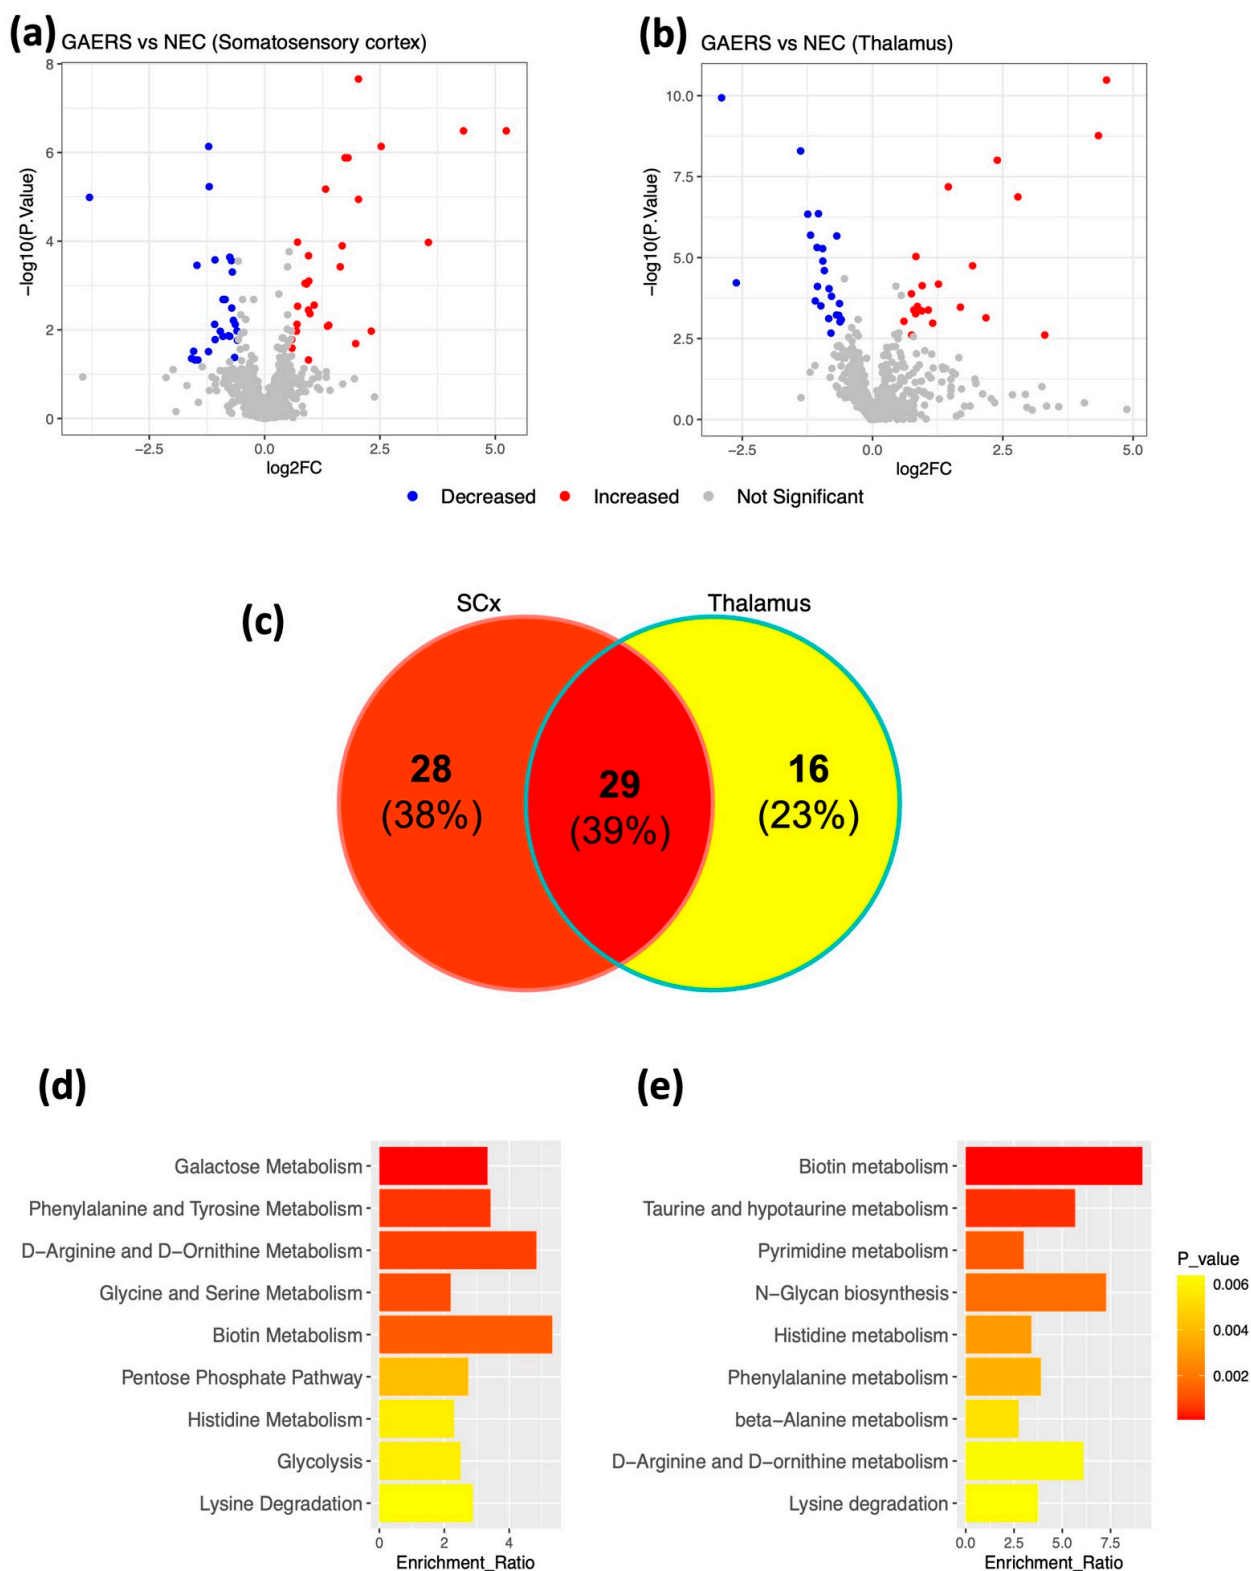 (a) GAERS vs NEC (Somatosensory cortex)
8
6
4
2
0
−log10(P.Value)
−2.5 0.0 2.5 5.0
log2FC
(b) GAERS vs NEC (Thalamus)
10.0
7.5
5.0
2.5
0.0
−log10(P.Value)
−2.5 0.0 2.5 5.0
log2FC
Decreased Increased Not Significant
(c)
SCx Thalamus
28
(38%)
29
(39%)
16
(23%)
(d)
Galactose Metabolism
Phenylalanine and Tyrosine Metabolism
D−Arginine and D−Ornithine Metabolism
Glycine and Serine Metabolism
Biotin Metabolism
Pentose Phosphate Pathway
Histidine Metabolism
Glycolysis
Lysine Degradation
0 2 4
Enrichment_Ratio
(e)
Biotin metabolism
Taurine and hypotaurine metabolism
Pyrimidine metabolism
N−Glycan biosynthesis
Histidine metabolism
Phenylalanine metabolism
beta−Alanine metabolism
D−Arginine and D−ornithine metabolism
Lysine degradation
0.0 2.5 5.0 7.5
Enrichment_Ratio
P_value
0.006
0.004
0.002